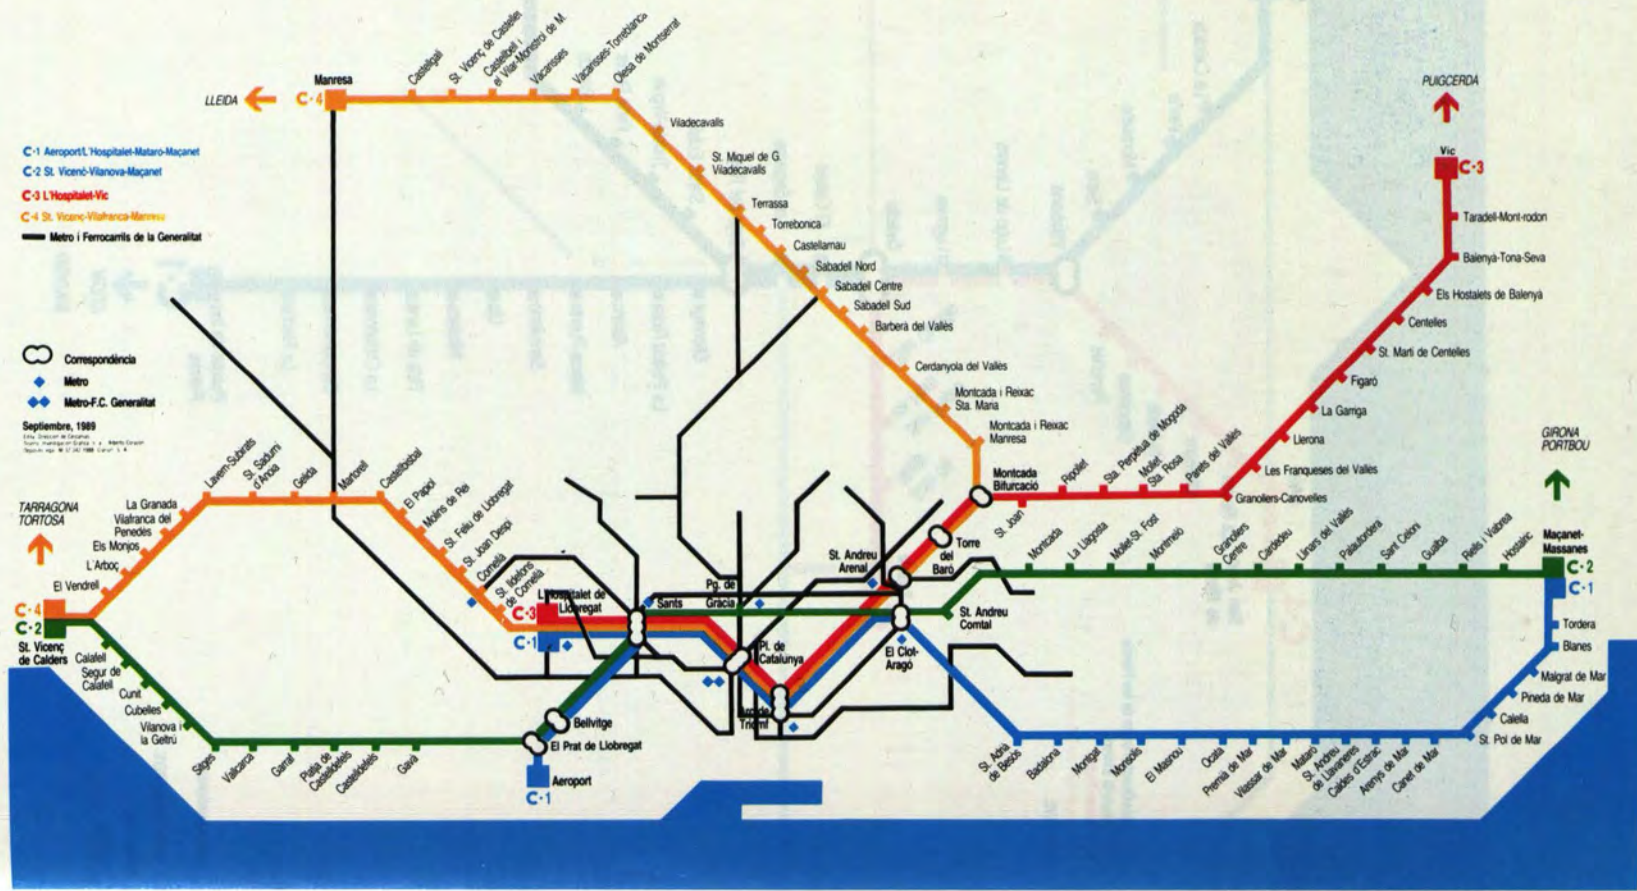 Manresa
LLEIDA
C-4
Castellgalí
St. Vicenç de Castellet
Castellbell i
el Vilar-Monistrol de M.
Vacarisses
Vacarisses-Torreblanca
Olesa de Montserrat
Viladecavalls
St. Miquel de G.
Viladecavalls
Terrassa
Torrebonica
Castellarnau
Sabadell Nord
Sabadell Centre
Sabadell Sud
Barberà del Vallès
Cerdanyola del Vallès
Montcada i Reixac
Sta. Maria
Montcada i Reixac
Manresa
Montcada
Bifurcació
PUIGCERDA
Vic
C-3
Taradell-Mont-rodon
Balenyà-Tona-Seva
Els Hostalets de Balenyà
Centelles
St. Martí de Centelles
Figaró
La Garriga
Llerona
Les Franqueses del Vallès
Granollers-Canovelles
Parets del Vallès
Mollet
Sta. Rosa
Sta. Perpètua de Mogoda
Ripollet
St. Joan
C-1 Aeroport/L'Hospitalet-Mataró-Maçanet
C-2 St. Vicenç-Vilanova-Maçanet
C-3 L'Hospitalet-Vic
C-4 St. Vicenç-Vilafranca-Manresa
Metro i Ferrocarrils de la Generalitat
Correspondència
Metro
Metro-F.C. Generalitat
Septiembre, 1989
TARRAGONA
TORTOSA
C-4
C-2
St. Vicenç
de Calders
El Vendrell
L'Arboç
Els Monjos
Vilafranca del
Penedès
La Granada
Lavern-Subirats
St. Sadurní
d'Anoia
Gelida
Martorell
Castellbisbal
El Papiol
Molins de Rei
St. Feliu de Llobregat
St. Joan Despí
Cornellà
St. Ildefons
de Cornellà
L'Hospitalet de
Llobregat
C-3
C-1
Sants
Pg. de
Gràcia
Pl. de
Catalunya
Arc de
Triomf
St. Andreu
Arenal
Torre
del
Baró
El Clot-
Aragó
St. Andreu
Comtal
Montcada
La Llagosta
Mollet-St. Fost
Montmeló
Granollers
Centre
Cardedeu
Llinars del Vallès
Palautordera
Sant Celoni
Gualba
Riells i Viabrea
Hostalric
GIRONA
PORTBOU
Maçanet-
Massanes
C-2
C-1
Tordera
Blanes
Malgrat de Mar
Pineda de Mar
Calella
St. Pol de Mar
Canet de Mar
Arenys de Mar
Caldes d'Estrac
St. Andreu
de Llavaneres
Mataró
Vilassar de Mar
Premià de Mar
Ocata
El Masnou
Monsolis
Montgat
Badalona
St. Adrià
de Besòs
Calafell
Segur de
Calafell
Cunit
Cubelles
Vilanova i
la Geltrú
Sitges
Vallcarca
Garraf
Platja de
Castelldefels
Castelldefels
Gavà
Bellvitge
El Prat de Llobregat
Aeroport
C-1